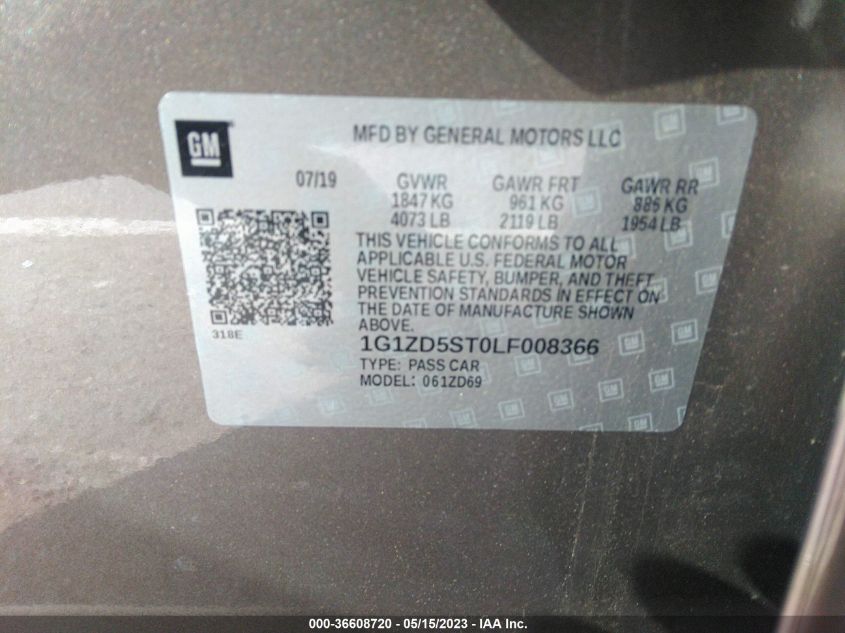 GM
MFD BY GENERAL MOTORS LLC
07/19 GVWR GAWR FRT GAWR RR
1847 KG 961 KG 886 KG
4073 LB 2119 LB 1954 LB
THIS VEHICLE CONFORMS TO ALL
APPLICABLE U.S. FEDERAL MOTOR
VEHICLE SAFETY, BUMPER, AND THEFT
PREVENTION STANDARDS IN EFFECT ON
THE DATE OF MANUFACTURE SHOWN
ABOVE.
318E
1G1ZD5ST0LF008366
TYPE: PASS CAR
MODEL: 061ZD69
000-36608720 - 05/15/2023 - IAA Inc.